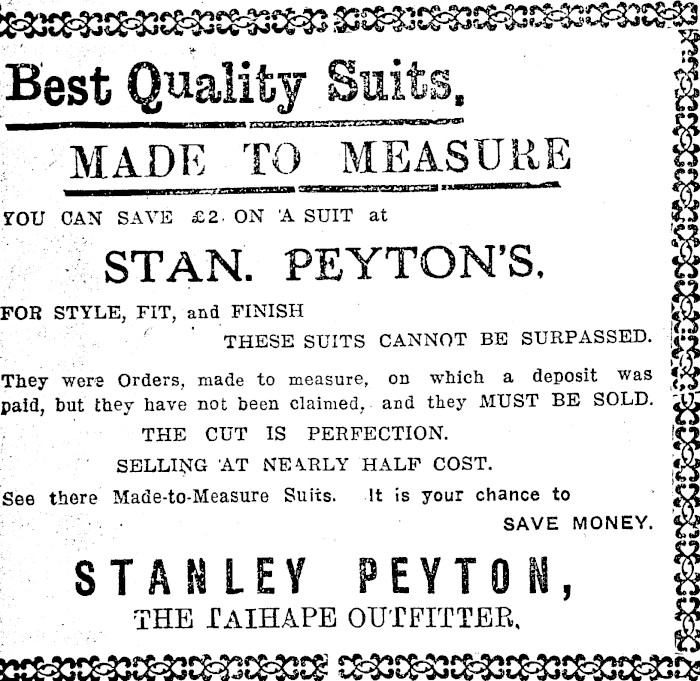 Best Quality Suits.
MADE TO MEASURE
YOU CAN SAVE £2 ON A SUIT at
STAN. PEYTON'S.
FOR STYLE, FIT, and FINISH
THESE SUITS CANNOT BE SURPASSED.
They were Orders, made to measure, on which a deposit was
paid, but they have not been claimed, and they MUST BE SOLD.
THE CUT IS PERFECTION.
SELLING AT NEARLY HALF COST.
See there Made-to-Measure Suits. It is your chance to
SAVE MONEY.
STANLEY PEYTON,
THE TAIHAPE OUTFITTER.